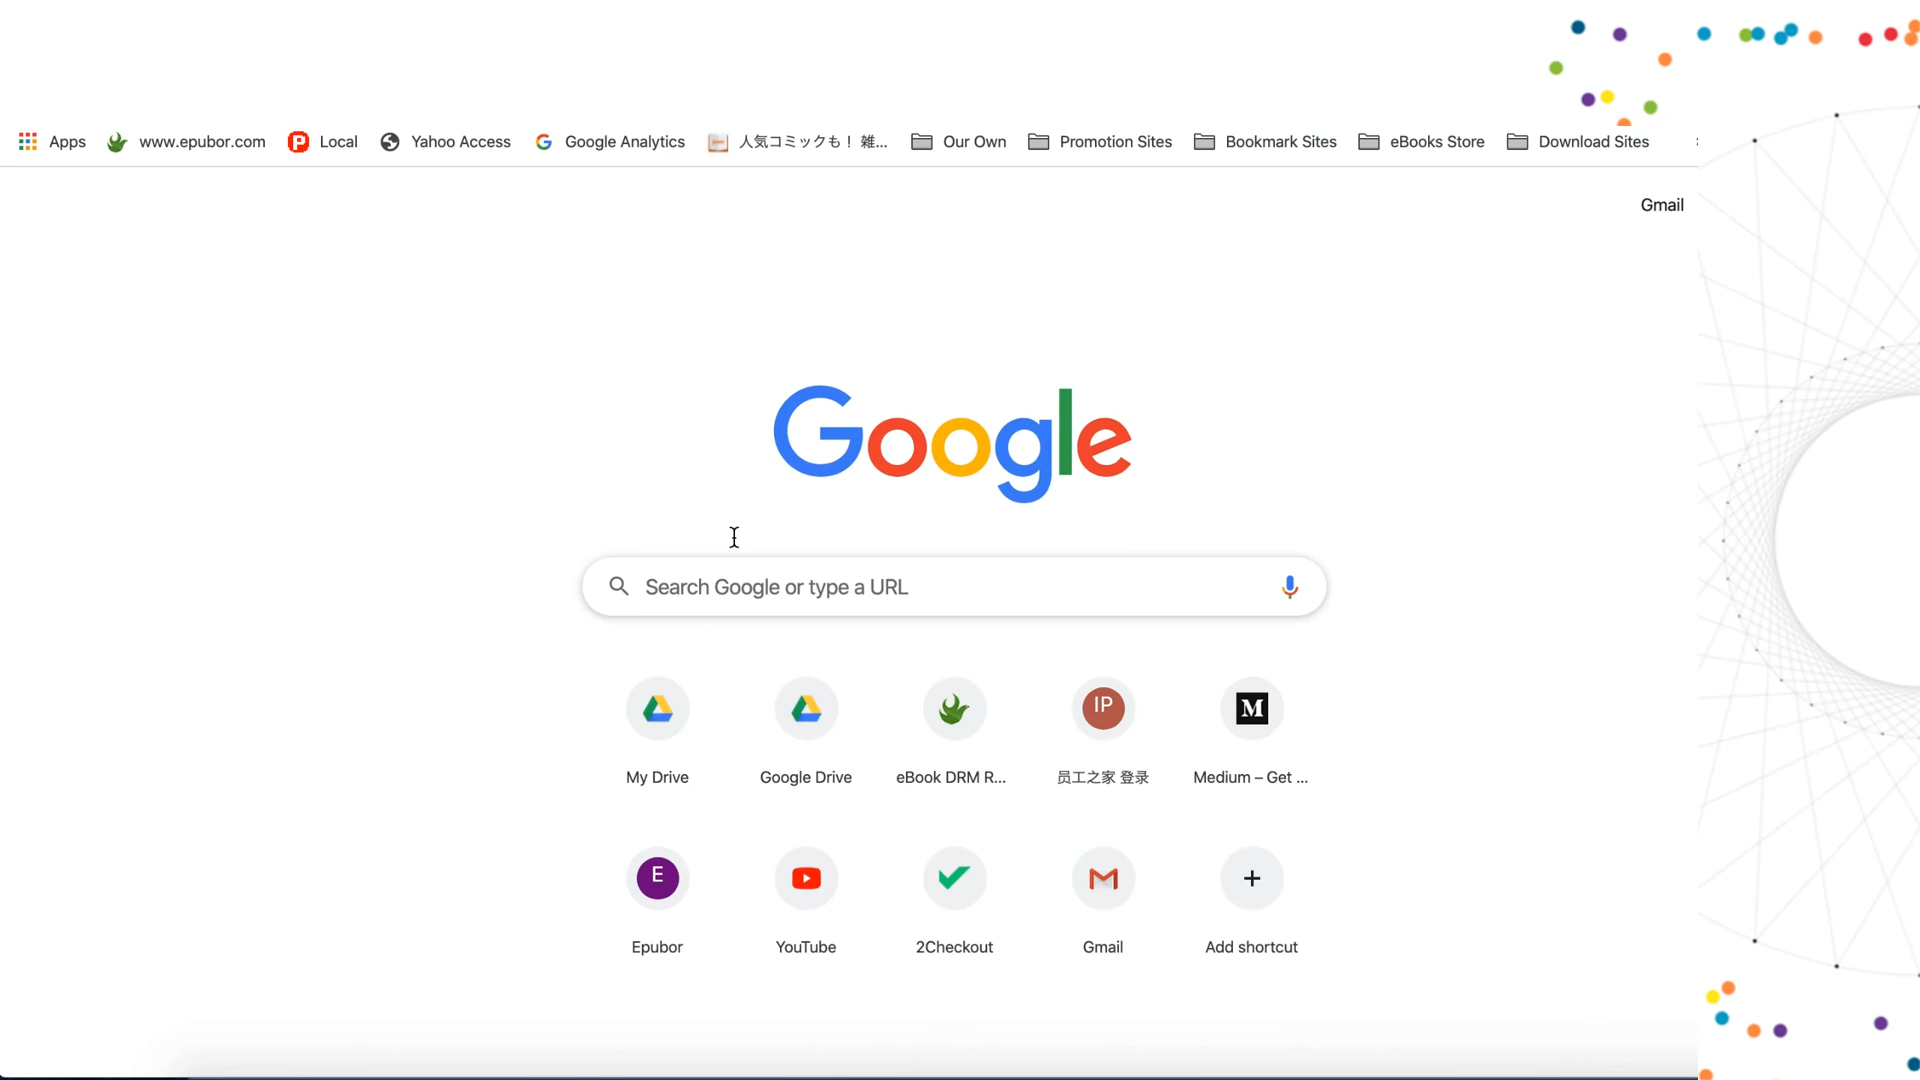 Apps www.epubor.com P Local Yahoo Access G Google Analytics 人気コミックも！ 雑... Our Own Promotion Sites Bookmark Sites eBooks Store Download Sites
Gmail
Google
Search Google or type a URL
IP M
My Drive Google Drive eBook DRM R... 员工之家 登录 Medium – Get ...
E
Epubor YouTube 2Checkout Gmail Add shortcut